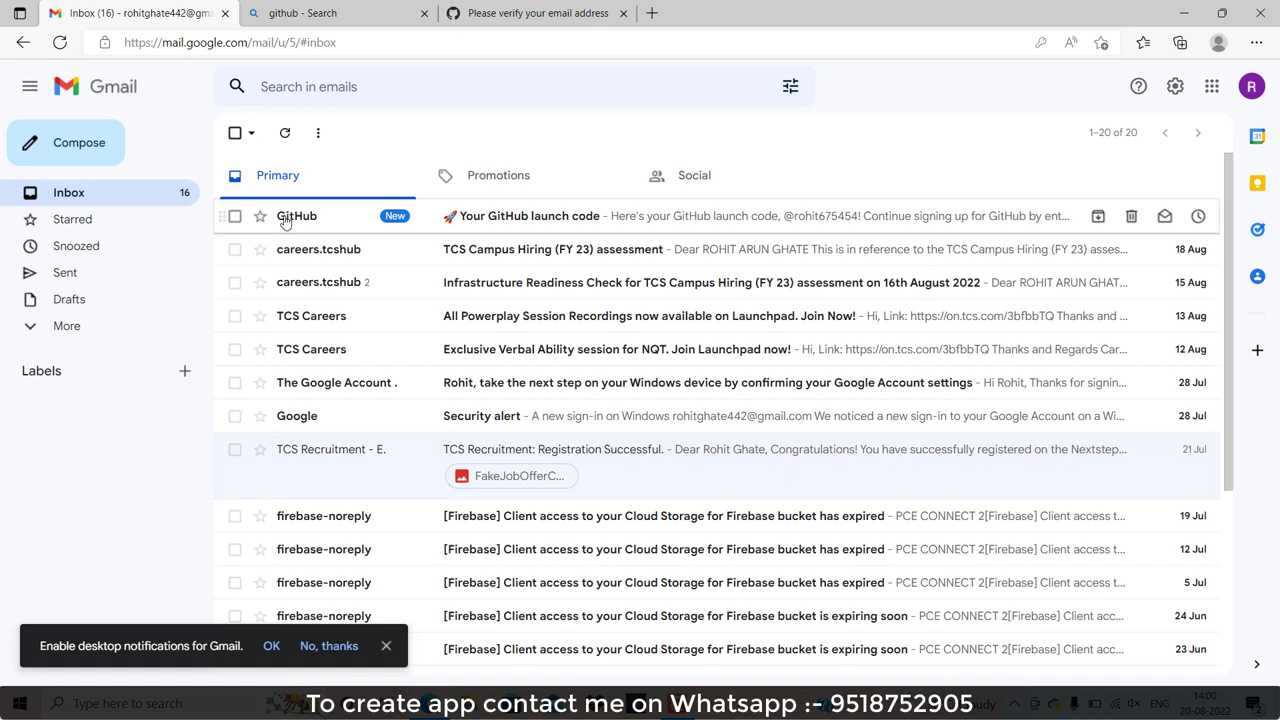 Inbox (16) - rohitghate442@gma
github - Search
Please verify your email address
https://mail.google.com/mail/u/5/#inbox
Gmail
Search in emails
R
Compose
1–20 of 20
Inbox 16
Primary
Promotions
Social
Starred
Snoozed
Sent
Drafts
More
Labels
GitHub New 🚀 Your GitHub launch code - Here's your GitHub launch code, @rohit675454! Continue signing up for GitHub by ent...
careers.tcshub TCS Campus Hiring (FY 23) assessment - Dear ROHIT ARUN GHATE This is in reference to the TCS Campus Hiring (FY 23) asses... 18 Aug
careers.tcshub 2 Infrastructure Readiness Check for TCS Campus Hiring (FY 23) assessment on 16th August 2022 - Dear ROHIT ARUN GHAT... 15 Aug
TCS Careers All Powerplay Session Recordings now available on Launchpad. Join Now! - Hi, Link: https://on.tcs.com/3bfbbTQ Thanks and ... 13 Aug
TCS Careers Exclusive Verbal Ability session for NQT. Join Launchpad now! - Hi, Link: https://on.tcs.com/3bfbbTQ Thanks and Regards Car... 12 Aug
The Google Account . Rohit, take the next step on your Windows device by confirming your Google Account settings - Hi Rohit, Thanks for signin... 28 Jul
Google Security alert - A new sign-in on Windows rohitghate442@gmail.com We noticed a new sign-in to your Google Account on a Wi... 28 Jul
TCS Recruitment - E. TCS Recruitment: Registration Successful. - Dear Rohit Ghate, Congratulations! You have successfully registered on the Nextstep... 21 Jul
FakeJobOfferC...
firebase-noreply [Firebase] Client access to your Cloud Storage for Firebase bucket has expired - PCE CONNECT 2[Firebase] Client access t... 19 Jul
firebase-noreply [Firebase] Client access to your Cloud Storage for Firebase bucket has expired - PCE CONNECT 2[Firebase] Client access t... 12 Jul
firebase-noreply [Firebase] Client access to your Cloud Storage for Firebase bucket has expired - PCE CONNECT 2[Firebase] Client access t... 5 Jul
firebase-noreply [Firebase] Client access to your Cloud Storage for Firebase bucket is expiring soon - PCE CONNECT 2[Firebase] Client acces... 24 Jun
[Firebase] Client access to your Cloud Storage for Firebase bucket is expiring soon - PCE CONNECT 2[Firebase] Client acces... 23 Jun
Enable desktop notifications for Gmail. OK No, thanks
Type here to search
To create app contact me on Whatsapp :- 9518752905
14:00
20-08-2022